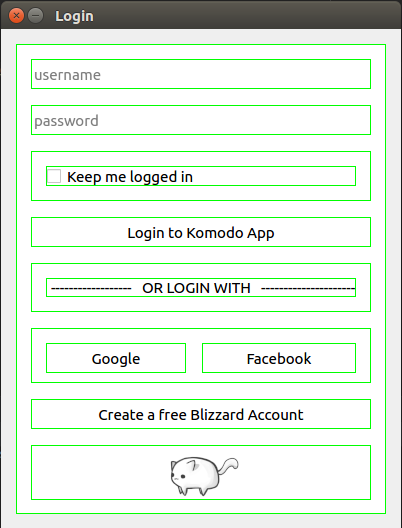 Login
username
password
Keep me logged in
Login to Komodo App
------------------ OR LOGIN WITH ---------------------
Google Facebook
Create a free Blizzard Account